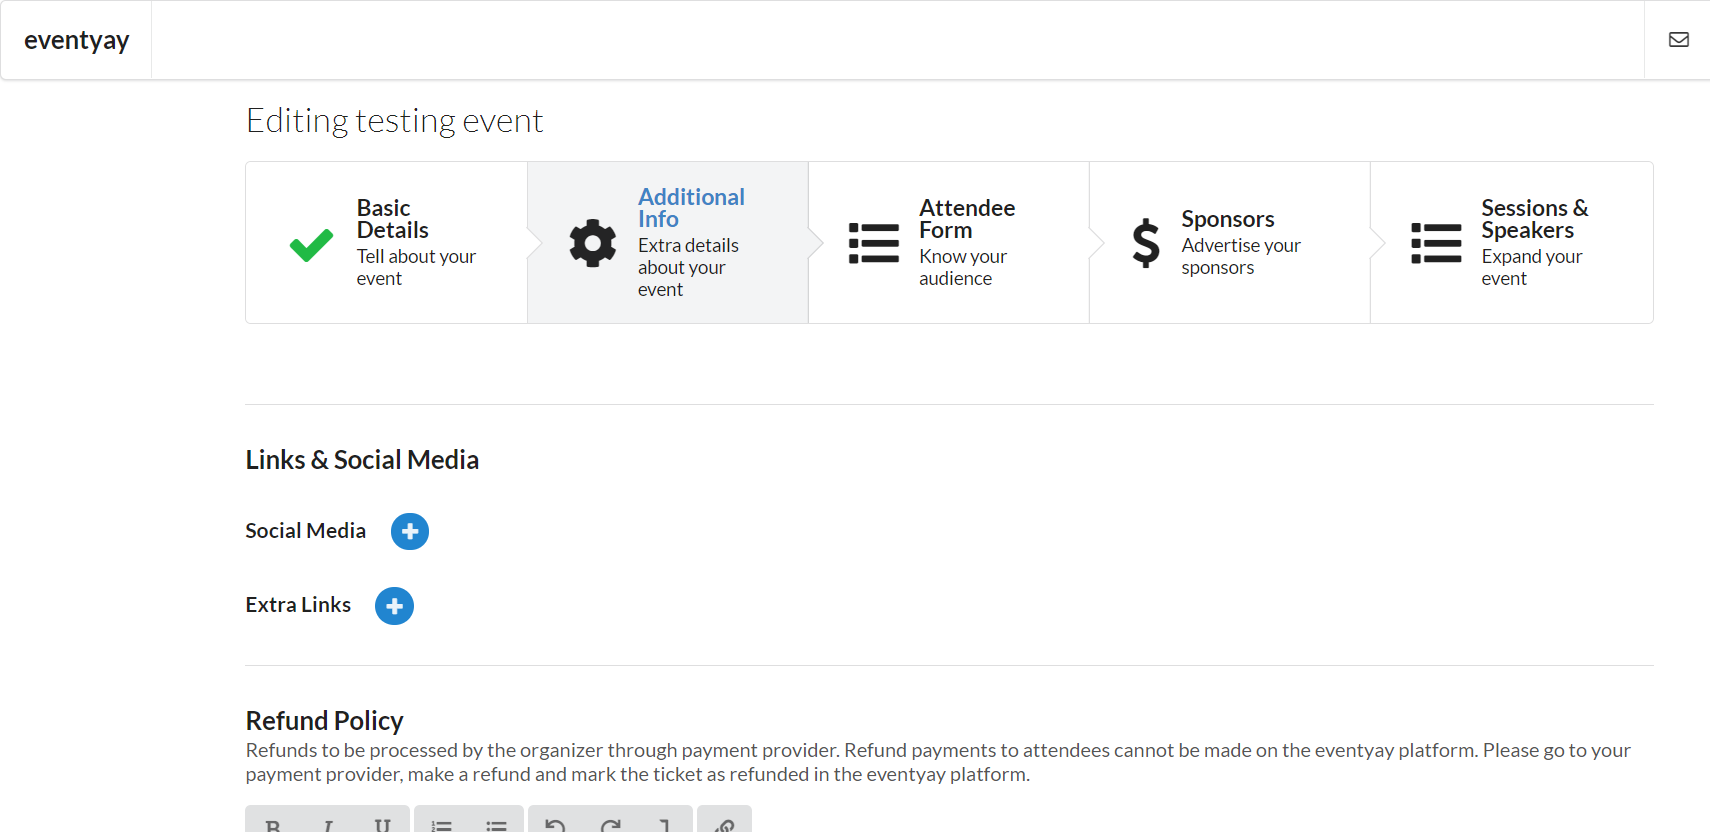 eventyay
Editing testing event
Basic
Details
Tell about your
event
Additional
Info
Extra details
about your
event
Attendee
Form
Know your
audience
Sponsors
Advertise your
sponsors
Sessions &
Speakers
Expand your
event
Links & Social Media
Social Media
Extra Links
Refund Policy
Refunds to be processed by the organizer through payment provider. Refund payments to attendees cannot be made on the eventyay platform. Please go to your
payment provider, make a refund and mark the ticket as refunded in the eventyay platform.
B I U